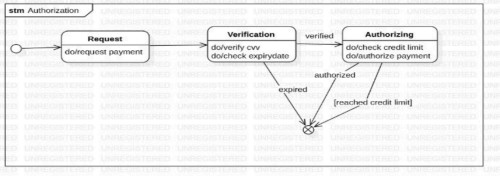 stm Authorization
Request
do/request payment
Verification
do/verify cvv
do/check expirydate
verified
Authorizing
do/check credit limit
do/authorize payment
authorized
expired
[reached credit limit]